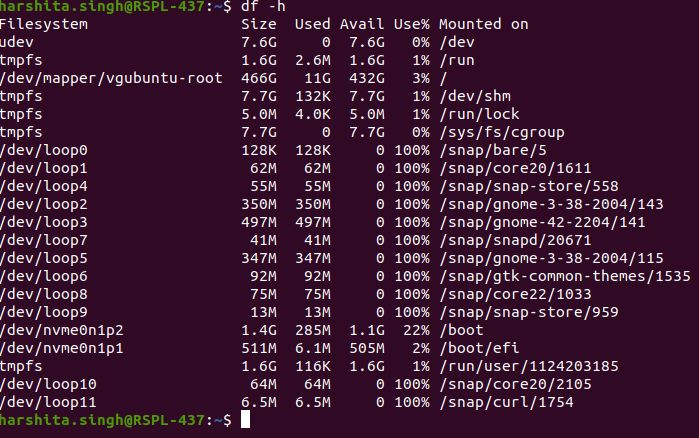 harshita.singh@RSPL-437:~$ df -h
Filesystem                   Size  Used Avail Use% Mounted on
udev                         7.6G     0  7.6G   0% /dev
tmpfs                        1.6G  2.6M  1.6G   1% /run
/dev/mapper/vgubuntu-root    466G   11G  432G   3% /
tmpfs                        7.7G  132K  7.7G   1% /dev/shm
tmpfs                        5.0M  4.0K  5.0M   1% /run/lock
tmpfs                        7.7G     0  7.7G   0% /sys/fs/cgroup
/dev/loop0                   128K  128K     0 100% /snap/bare/5
/dev/loop1                    62M   62M     0 100% /snap/core20/1611
/dev/loop4                    55M   55M     0 100% /snap/snap-store/558
/dev/loop2                   350M  350M     0 100% /snap/gnome-3-38-2004/143
/dev/loop3                   497M  497M     0 100% /snap/gnome-42-2204/141
/dev/loop7                    41M   41M     0 100% /snap/snapd/20671
/dev/loop5                   347M  347M     0 100% /snap/gnome-3-38-2004/115
/dev/loop6                    92M   92M     0 100% /snap/gtk-common-themes/1535
/dev/loop8                    75M   75M     0 100% /snap/core22/1033
/dev/loop9                    13M   13M     0 100% /snap/snap-store/959
/dev/nvme0n1p2               1.4G  285M  1.1G  22% /boot
/dev/nvme0n1p1               511M  6.1M  505M   2% /boot/efi
tmpfs                        1.6G  116K  1.6G   1% /run/user/1124203185
/dev/loop10                   64M   64M     0 100% /snap/core20/2105
/dev/loop11                  6.5M  6.5M     0 100% /snap/curl/1754
harshita.singh@RSPL-437:~$